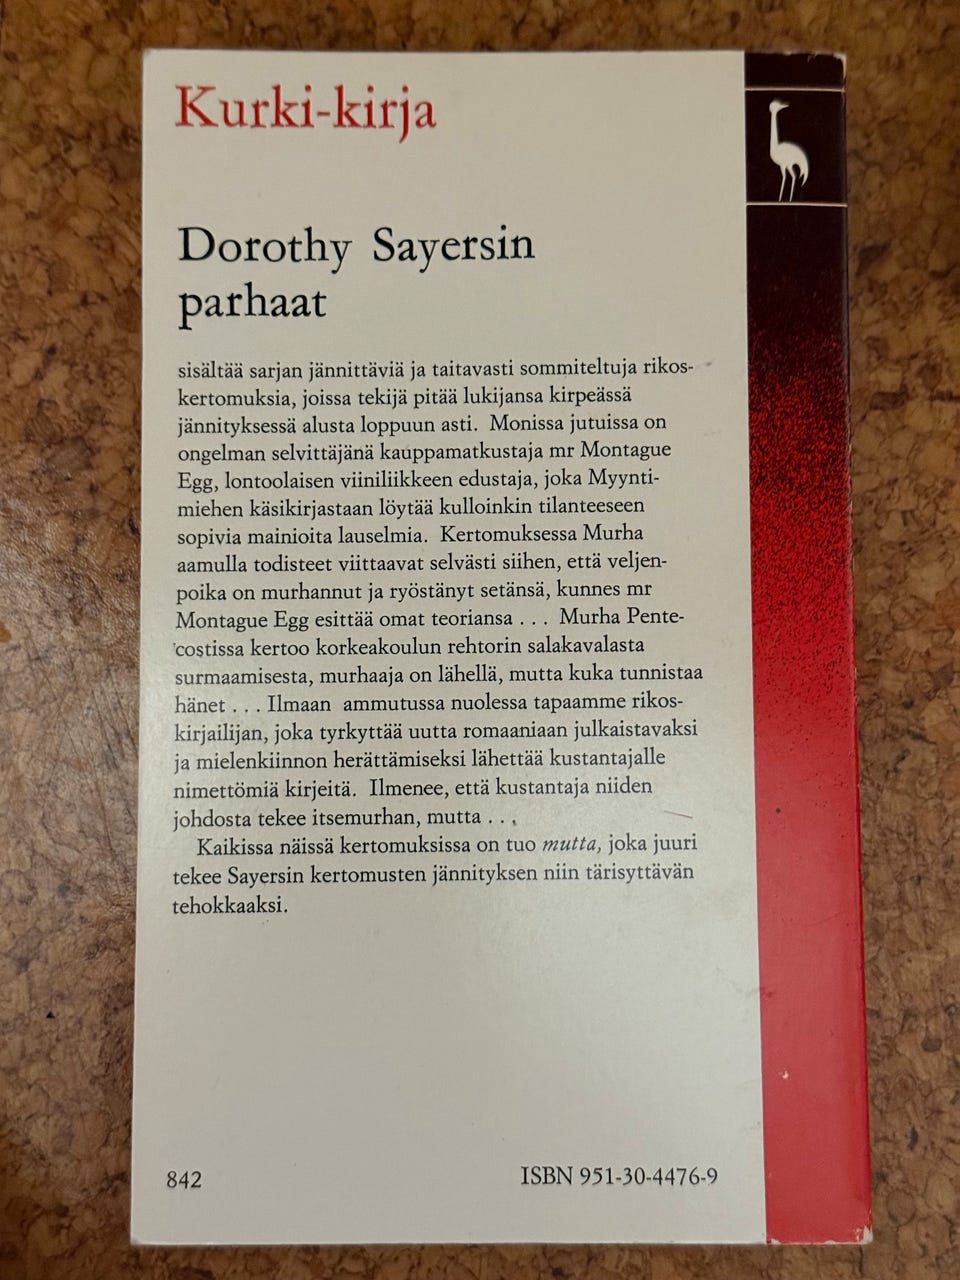 Kurki-kirja
Dorothy Sayersin
parhaat
sisältää sarjan jännittäviä ja taitavasti sommiteltuja rikos-
kertomuksia, joissa tekijä pitää lukijansa kirpeässä
jännityksessä alusta loppuun asti. Monissa jutuissa on
ongelman selvittäjänä kauppamatkustaja mr Montague
Egg, lontoolaisen viiniliikkeen edustaja, joka Myynti-
miehen käsikirjastaan löytää kulloinkin tilanteeseen
sopivia mainioita lauselmia. Kertomuksessa Murha
aamulla todisteet viittaavat selvästi siihen, että veljen-
poika on murhannut ja ryöstänyt setänsä, kunnes mr
Montague Egg esittää omat teoriansa . . . Murha Pente-
costissa kertoo korkeakoulun rehtorin salakavalasta
surmaamisesta, murhaaja on lähellä, mutta kuka tunnistaa
hänet . . . Ilmaan ammutussa nuolessa tapaamme rikos-
kirjailijan, joka tyrkyttää uutta romaaniaan julkaistavaksi
ja mielenkiinnon herättämiseksi lähettää kustantajalle
nimettömiä kirjeitä. Ilmenee, että kustantaja niiden
johdosta tekee itsemurhan, mutta . . .
Kaikissa näissä kertomuksissa on tuo mutta, joka juuri
tekee Sayersin kertomusten jännityksen niin tärisyttävän
tehokkaaksi.
842
ISBN 951-30-4476-9